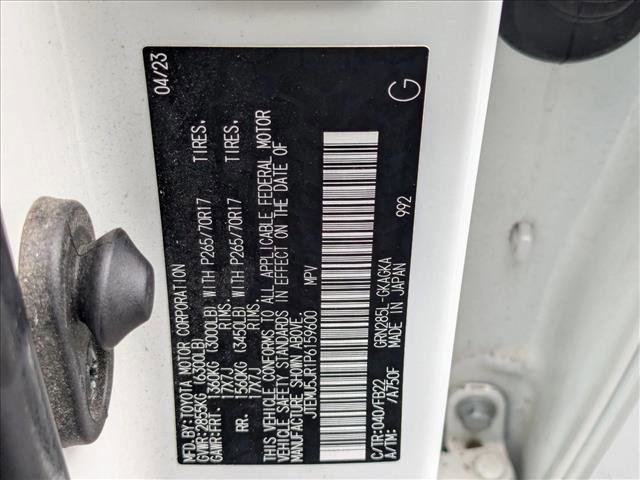 MFD. BY: TOYOTA MOTOR CORPORATION 04/23
GVWR: 2855KG (6300LB)
GAWR: FRT. 1360KG (3000LB) WITH P265/70R17 TIRES,
17X7J RIMS,
RR. 1560KG (3450LB) WITH P265/70R17 TIRES,
17X7J RIMS,
THIS VEHICLE CONFORMS TO ALL APPLICABLE FEDERAL MOTOR
VEHICLE SAFETY STANDARDS IN EFFECT ON THE DATE OF
MANUFACTURE SHOWN ABOVE.
JTEMU5JR1P6159600 MPV
C/TR: 040/FB22 GRN285L-GKAGKA
A/TM: /A750F MADE IN JAPAN
992
G